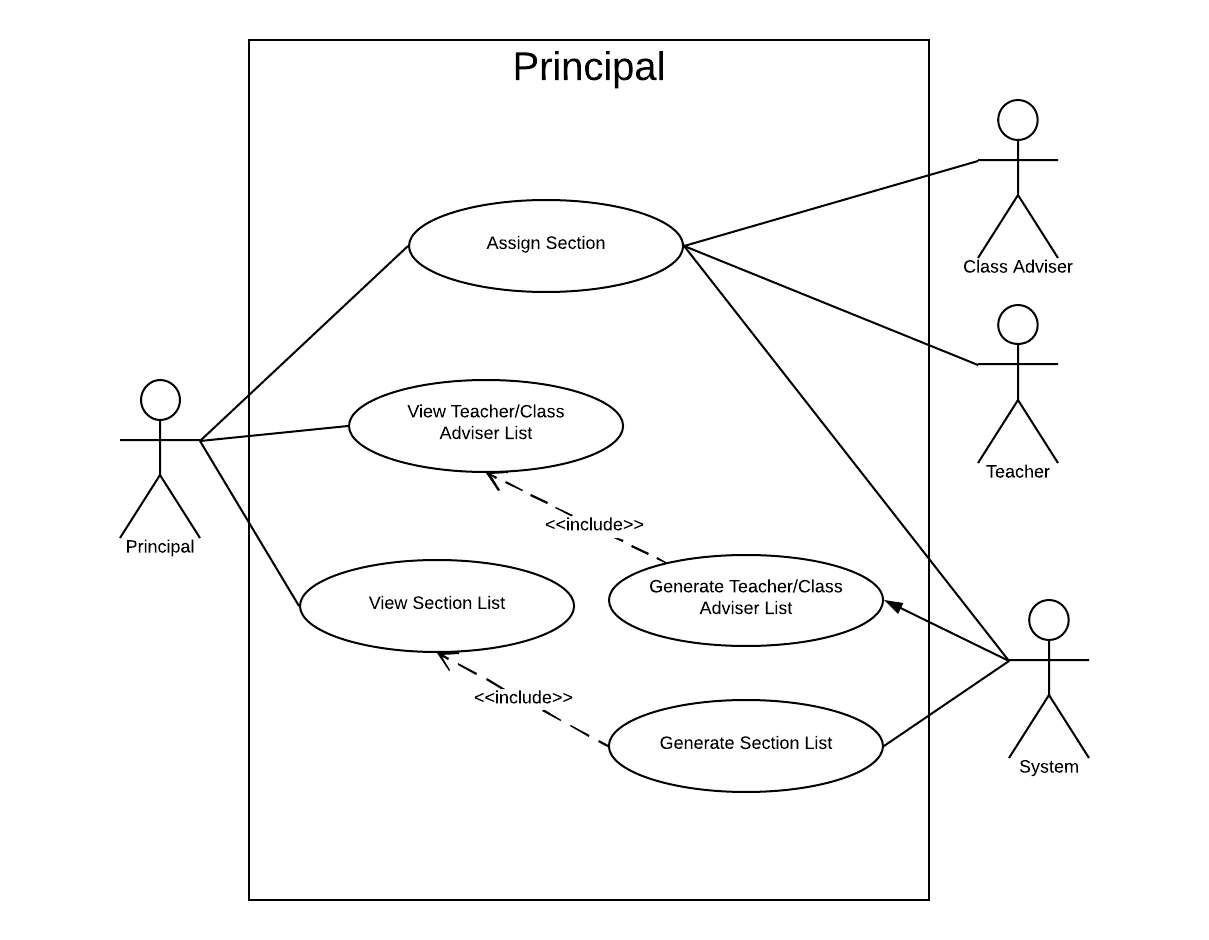 Principal
Class Adviser
Assign Section
Teacher
View Teacher/Class
Adviser List
Principal
<<include>>
Generate Teacher/Class
Adviser List
View Section List
<<include>>
Generate Section List
System